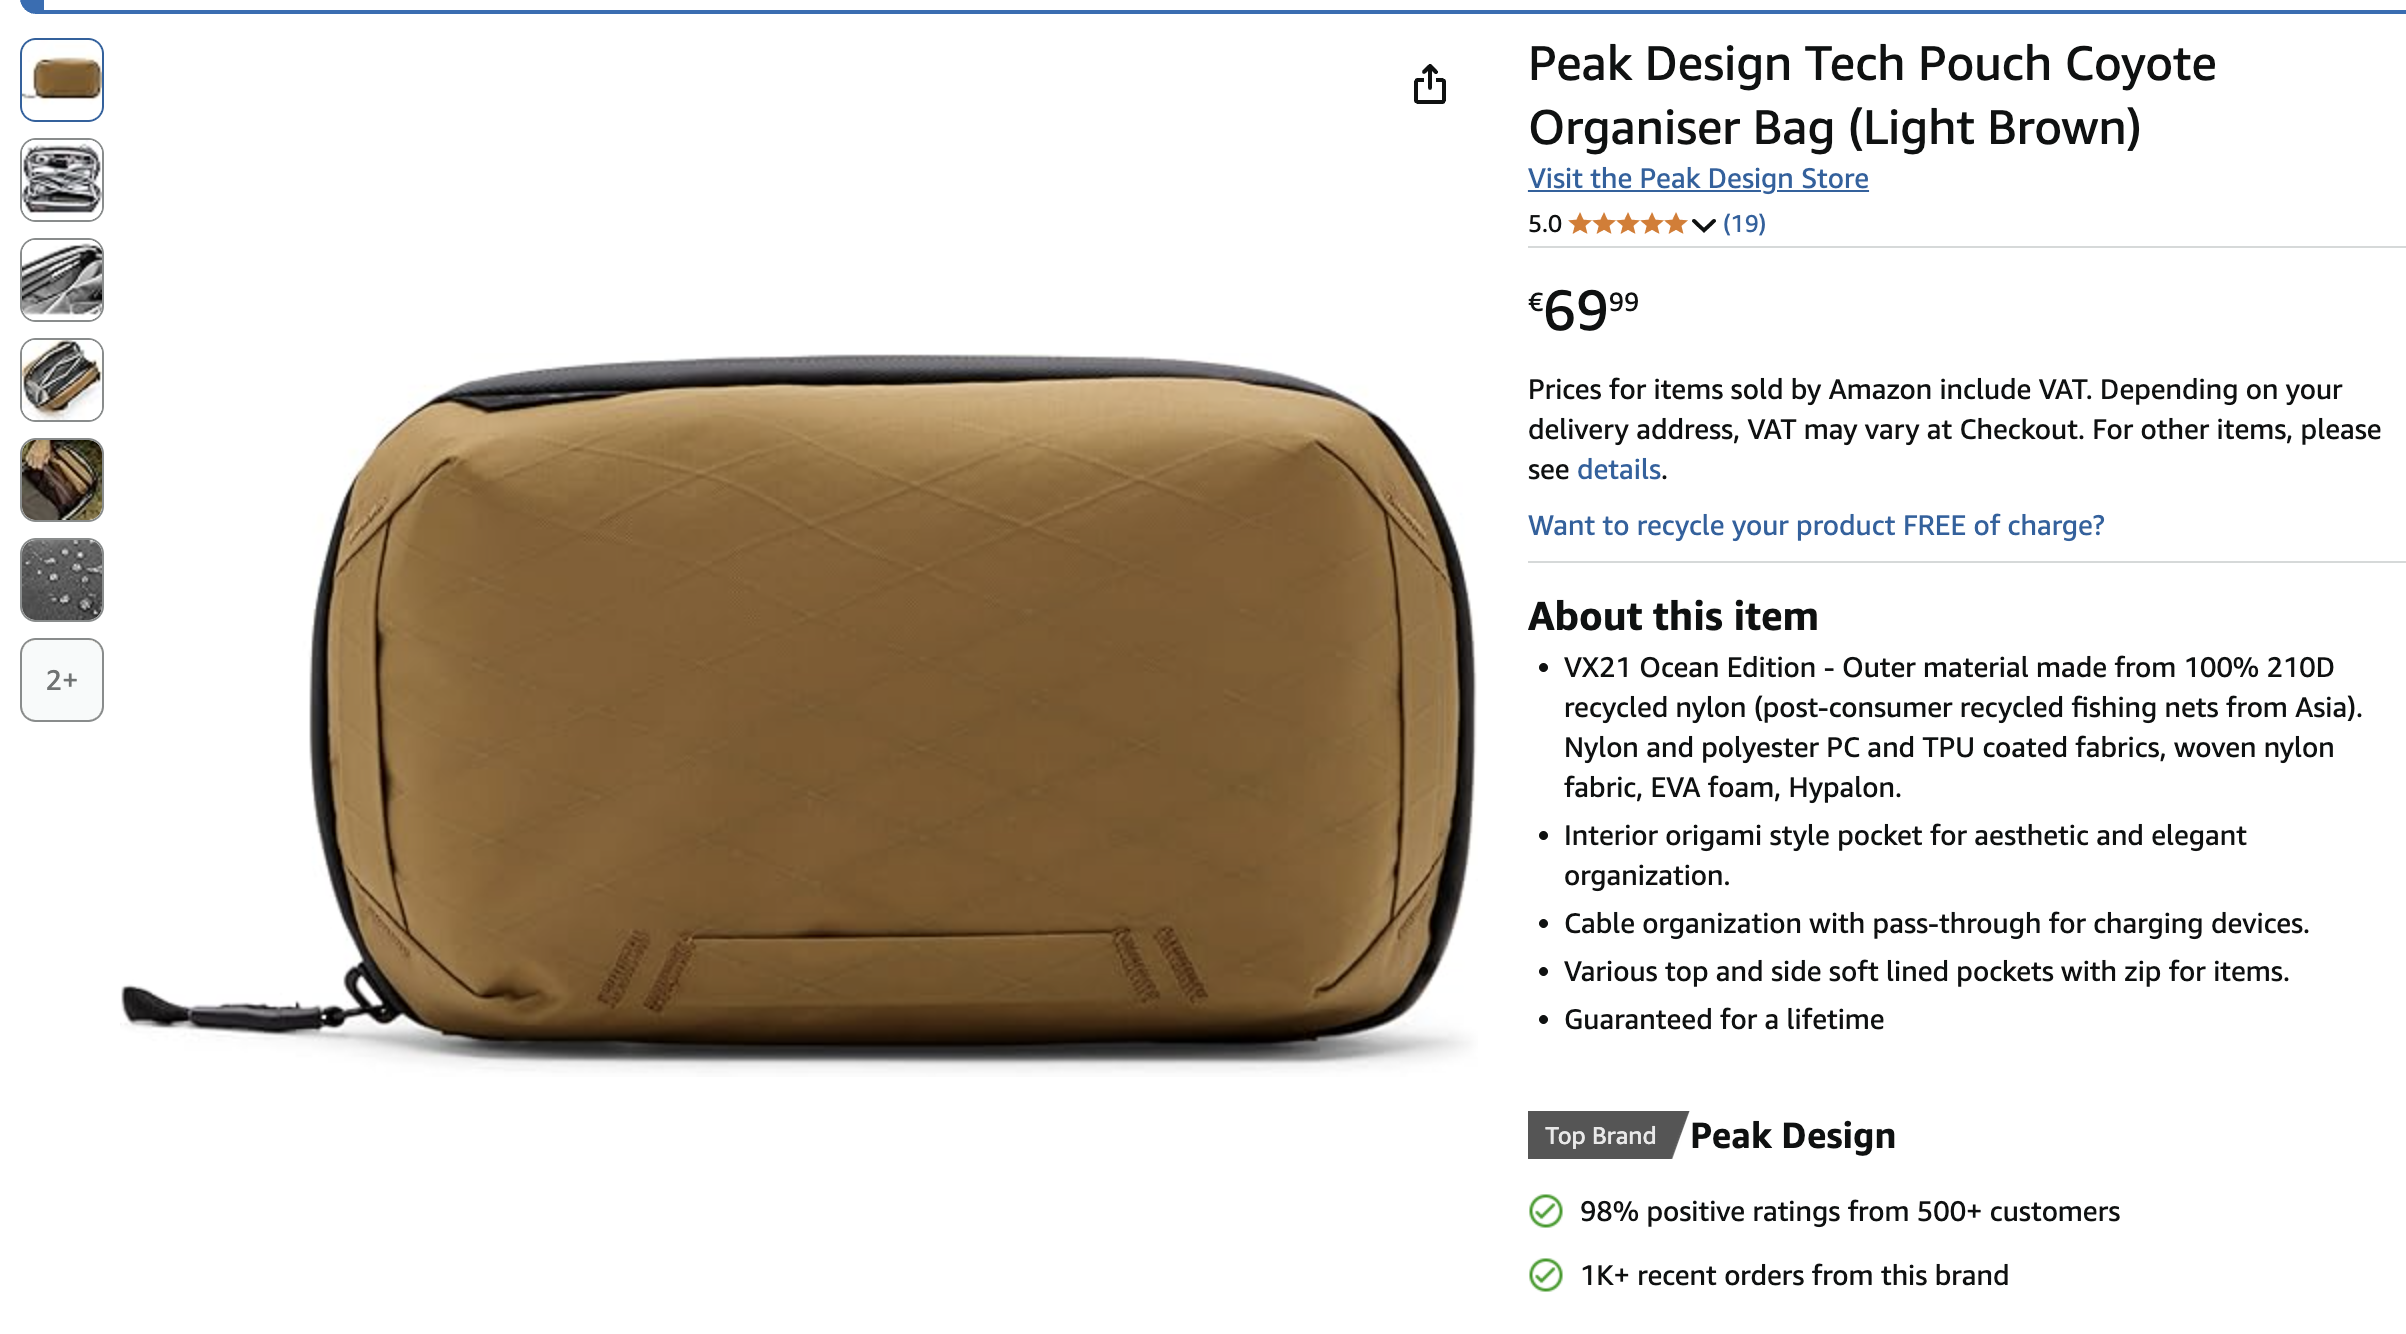 Peak Design Tech Pouch Coyote
Organiser Bag (Light Brown)
Visit the Peak Design Store
5.0 (19)
€6999
Prices for items sold by Amazon include VAT. Depending on your
delivery address, VAT may vary at Checkout. For other items, please
see details.
Want to recycle your product FREE of charge?
About this item
• VX21 Ocean Edition - Outer material made from 100% 210D
recycled nylon (post-consumer recycled fishing nets from Asia).
Nylon and polyester PC and TPU coated fabrics, woven nylon
fabric, EVA foam, Hypalon.
• Interior origami style pocket for aesthetic and elegant
organization.
• Cable organization with pass-through for charging devices.
• Various top and side soft lined pockets with zip for items.
• Guaranteed for a lifetime
Top Brand Peak Design
98% positive ratings from 500+ customers
1K+ recent orders from this brand
2+